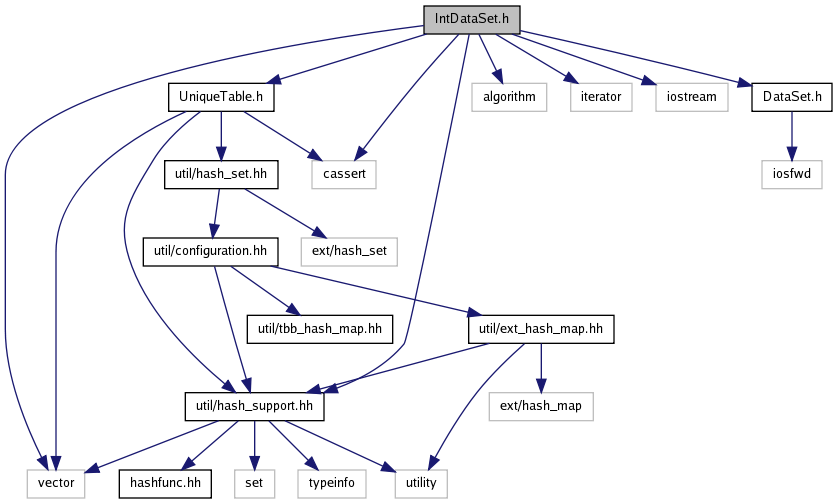 IntDataSet.h
UniqueTable.h
algorithm
iterator
iostream
DataSet.h
util/hash_set.hh
cassert
iosfwd
util/configuration.hh
ext/hash_set
util/tbb_hash_map.hh
util/ext_hash_map.hh
util/hash_support.hh
ext/hash_map
vector
hashfunc.hh
set
typeinfo
utility